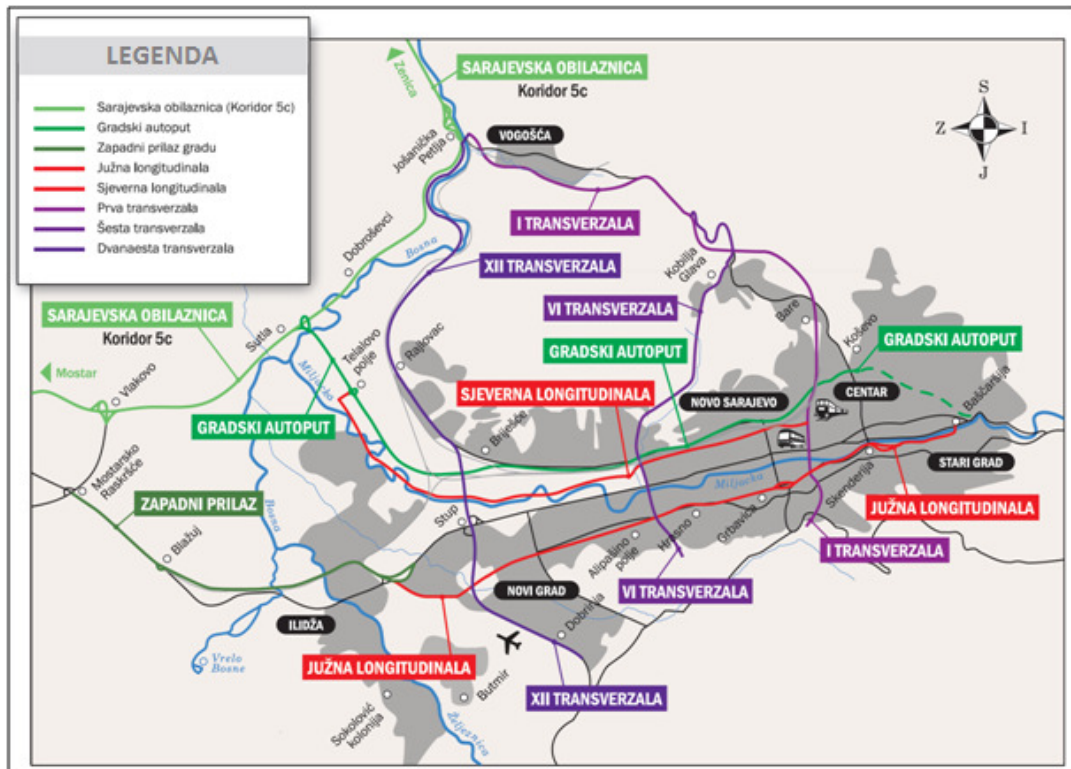 LEGENDA
Sarajevska obilaznica (Koridor 5c)
Gradski autoput
Zapadni prilaz gradu
Južna longitudinala
Sjeverna longitudinala
Prva transverzala
Šesta transverzala
Dvanaesta transverzala
Zenica
SARAJEVSKA OBILAZNICA
Koridor 5c
S
Z
I
J
Jošanička
Petlja
VOGOŠĆA
I TRANSVERZALA
Dobroševci
Bosna
XII TRANSVERZALA
Kobilja
Glava
VI TRANSVERZALA
SARAJEVSKA OBILAZNICA
Koridor 5c
Sutla
Telalovo
polje
Rajlovac
Bare
Koševo
GRADSKI AUTOPUT
GRADSKI AUTOPUT
Mostar
Vlakovo
Miljacka
SJEVERNA LONGITUDINALA
NOVO SARAJEVO
CENTAR
Baščaršija
GRADSKI AUTOPUT
Briješće
Mostarsko
Raskršće
ZAPADNI PRILAZ
Bosna
Stup
Miljacka
Skenderija
STARI GRAD
JUŽNA LONGITUDINALA
Blažuj
Alipašino
polje
Hrasno
Grbavica
I TRANSVERZALA
NOVI GRAD
VI TRANSVERZALA
ILIDŽA
Dobrinja
Vrelo
Bosne
JUŽNA LONGITUDINALA
Butmir
XII TRANSVERZALA
Sokolović
kolonija
Željeznica